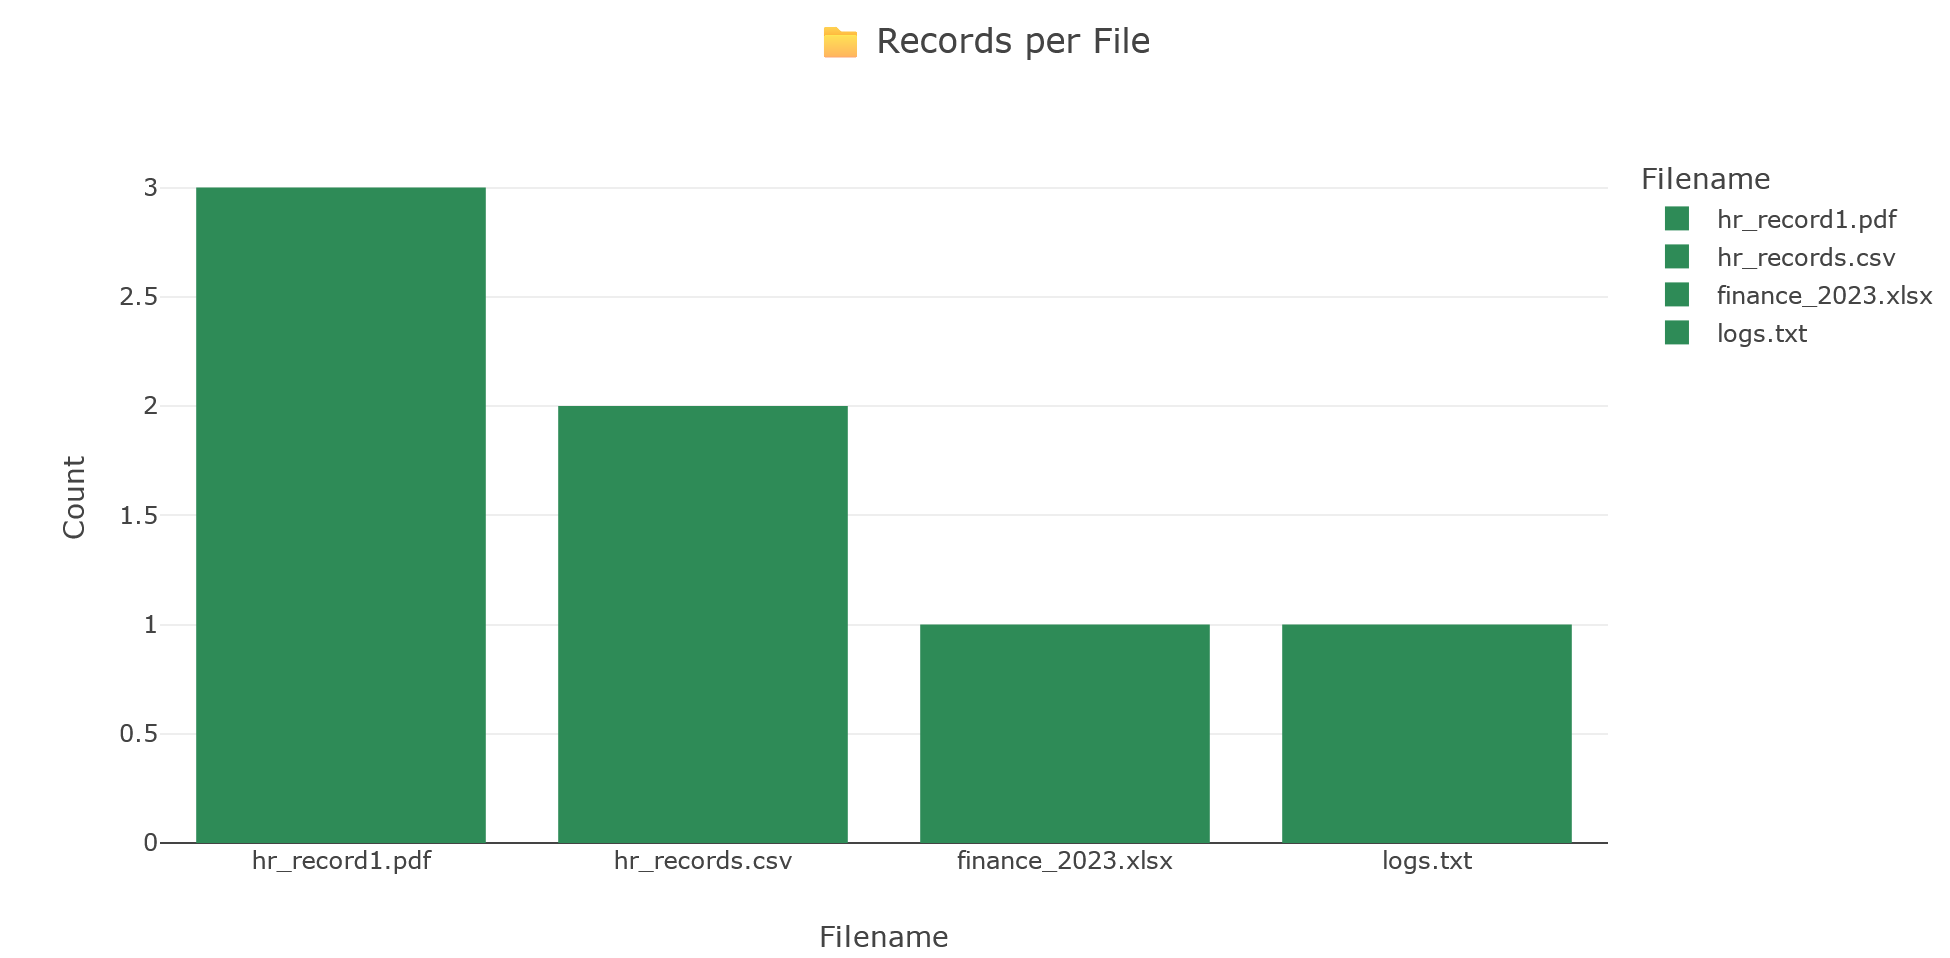 📁 Records per File
Filename
hr_record1.pdf
hr_records.csv
finance_2023.xlsx
logs.txt
3
2.5
2
1.5
1
0.5
0
Count
hr_record1.pdf
hr_records.csv
finance_2023.xlsx
logs.txt
Filename